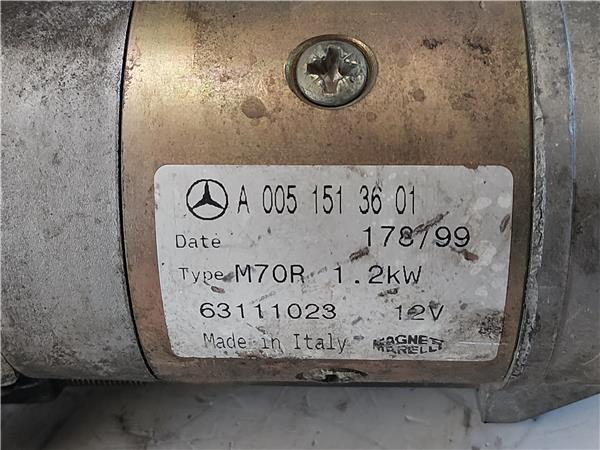 A 005 151 36 01
Date 178/99
Type M70R 1.2kW
63111023 12V
Made in Italy MAGNETI MARELLI